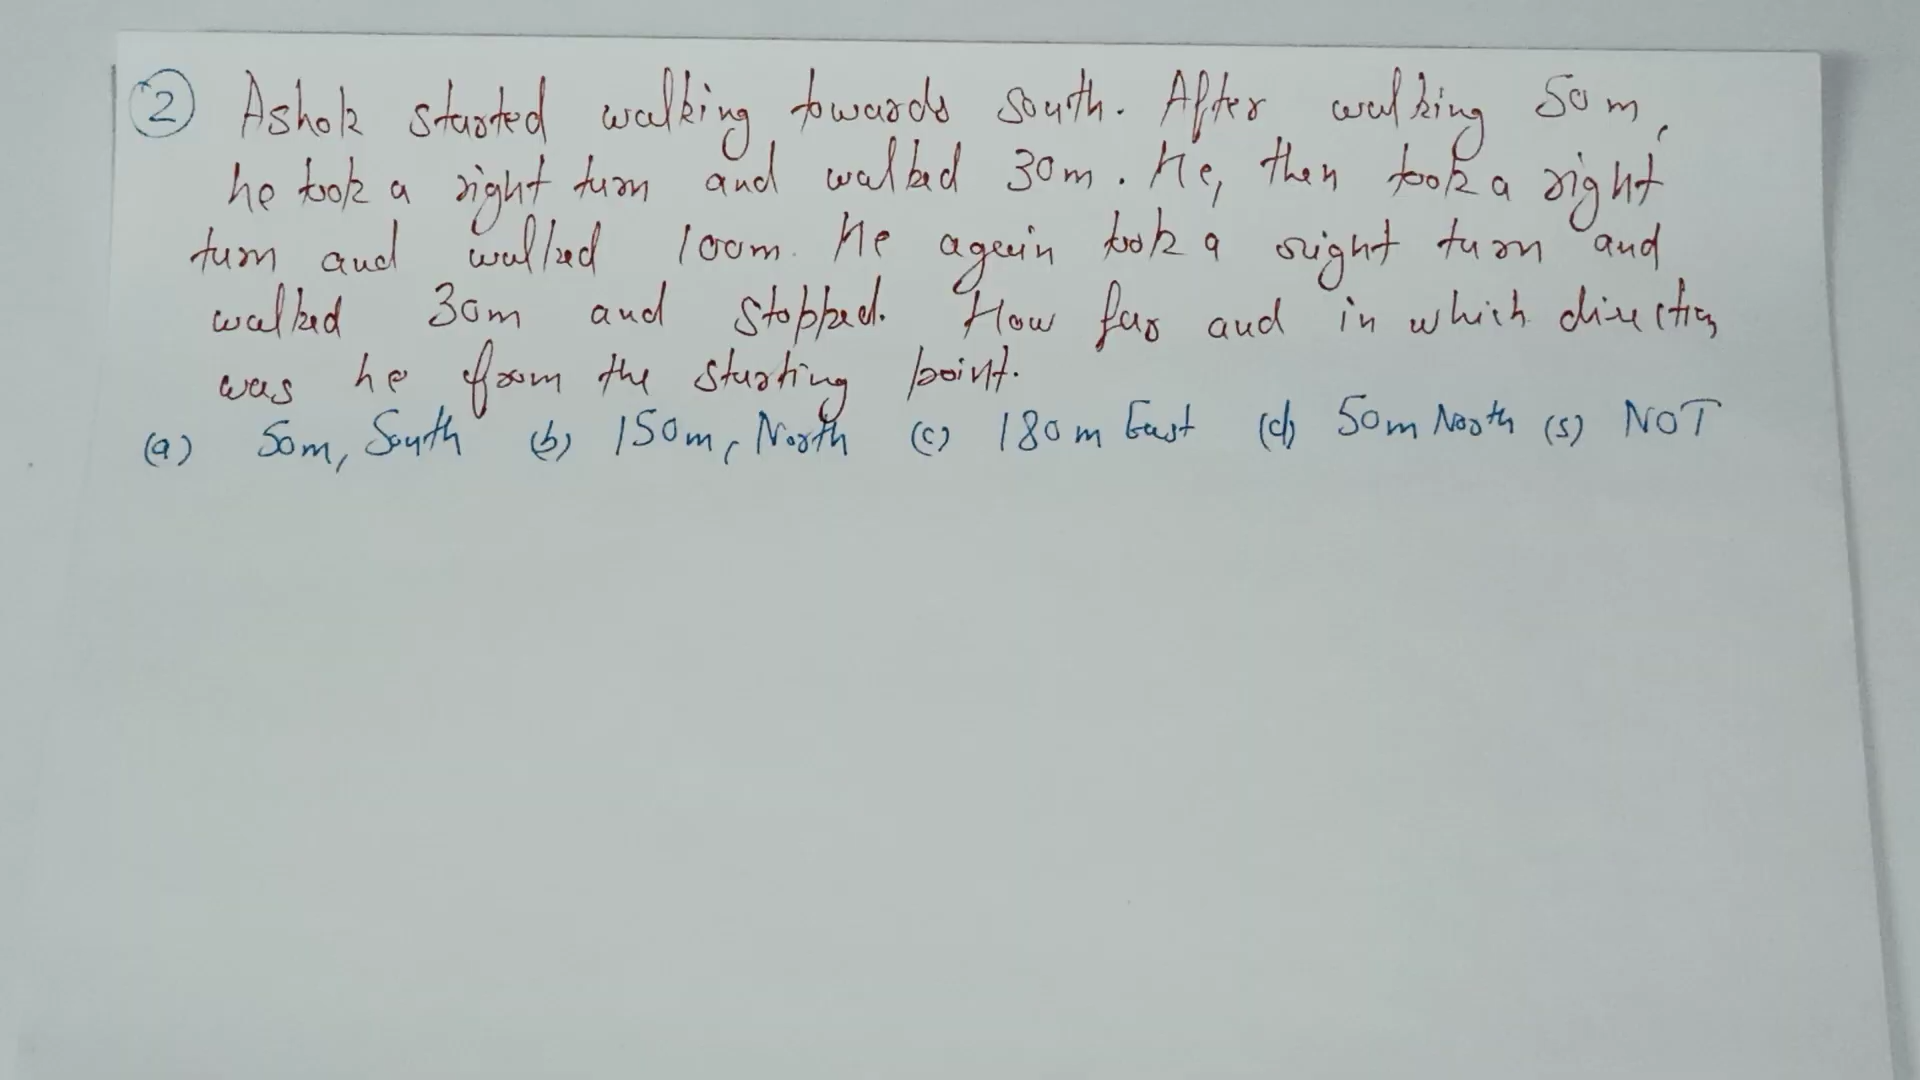 2 Ashok started walking towards south. After walking 50m,
he took a right turn and walked 30m. He, then took a right
turn and walked 100m. He again took a right turn and
walked 30m and stopped. How far and in which direction
was he from the starting point.
(a) 50m, South (b) 150m, North (c) 180m East (d) 50m North (5) NOT